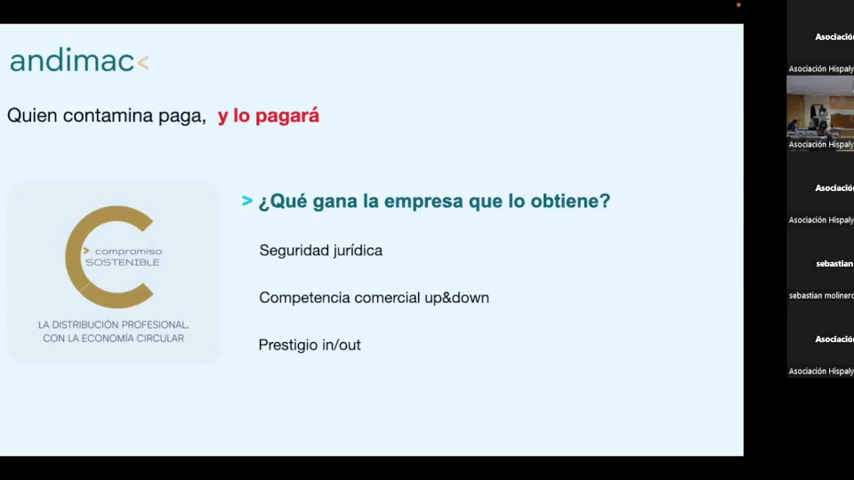 andimac<
Quien contamina paga, y lo pagará
> compromiso
SOSTENIBLE
LA DISTRIBUCIÓN PROFESIONAL,
CON LA ECONOMÍA CIRCULAR
> ¿Qué gana la empresa que lo obtiene?
Seguridad jurídica
Competencia comercial up&down
Prestigio in/out
Asociación
Asociación Hispaly
Asociación Hispaly
Asociación
Asociación Hispaly
sebastian
sebastian molinero
Asociación
Asociación Hispaly